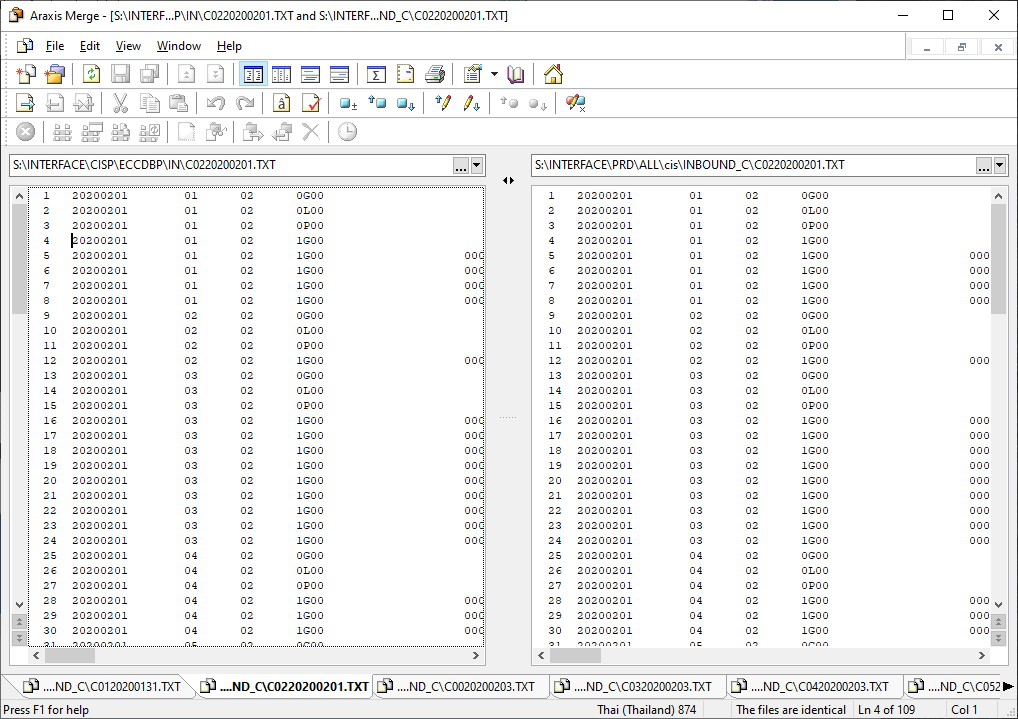 Araxis Merge - [S:\INTERF...P\IN\C0220200201.TXT and S:\INTERF...ND_C\C0220200201.TXT]
File Edit View Window Help
S:\INTERFACE\CISP\ECCDBP\IN\C0220200201.TXT
1 20200201 01 02 0G00
2 20200201 01 02 0L00
3 20200201 01 02 0P00
4 20200201 01 02 1G00
5 20200201 01 02 1G00 000
6 20200201 01 02 1G00 000
7 20200201 01 02 1G00 000
8 20200201 01 02 1G00 000
9 20200201 02 02 0G00
10 20200201 02 02 0L00
11 20200201 02 02 0P00
12 20200201 02 02 1G00 000
13 20200201 03 02 0G00
14 20200201 03 02 0L00
15 20200201 03 02 0P00
16 20200201 03 02 1G00 000
17 20200201 03 02 1G00 000
18 20200201 03 02 1G00 000
19 20200201 03 02 1G00 000
20 20200201 03 02 1G00 000
21 20200201 03 02 1G00 000
22 20200201 03 02 1G00 000
23 20200201 03 02 1G00 000
24 20200201 03 02 1G00 000
25 20200201 04 02 0G00
26 20200201 04 02 0L00
27 20200201 04 02 0P00
28 20200201 04 02 1G00 000
29 20200201 04 02 1G00 000
30 20200201 04 02 1G00 000
31 20200201 05 02 0G00
S:\INTERFACE\PRD\ALL\cis\INBOUND_C\C0220200201.TXT
1 20200201 01 02 0G00
2 20200201 01 02 0L00
3 20200201 01 02 0P00
4 20200201 01 02 1G00
5 20200201 01 02 1G00 000
6 20200201 01 02 1G00 000
7 20200201 01 02 1G00 000
8 20200201 01 02 1G00 000
9 20200201 02 02 0G00
10 20200201 02 02 0L00
11 20200201 02 02 0P00
12 20200201 02 02 1G00 000
13 20200201 03 02 0G00
14 20200201 03 02 0L00
15 20200201 03 02 0P00
16 20200201 03 02 1G00 000
17 20200201 03 02 1G00 000
18 20200201 03 02 1G00 000
19 20200201 03 02 1G00 000
20 20200201 03 02 1G00 000
21 20200201 03 02 1G00 000
22 20200201 03 02 1G00 000
23 20200201 03 02 1G00 000
24 20200201 03 02 1G00 000
25 20200201 04 02 0G00
26 20200201 04 02 0L00
27 20200201 04 02 0P00
28 20200201 04 02 1G00 000
29 20200201 04 02 1G00 000
30 20200201 04 02 1G00 000
31 20200201 05 02 0G00
....ND_C\C0120200131.TXT ....ND_C\C0220200201.TXT ....ND_C\C0020200203.TXT ....ND_C\C0320200203.TXT ....ND_C\C0420200203.TXT ....ND_C\C052
Press F1 for help Thai (Thailand) 874 The files are identical Ln 4 of 109 Col 1